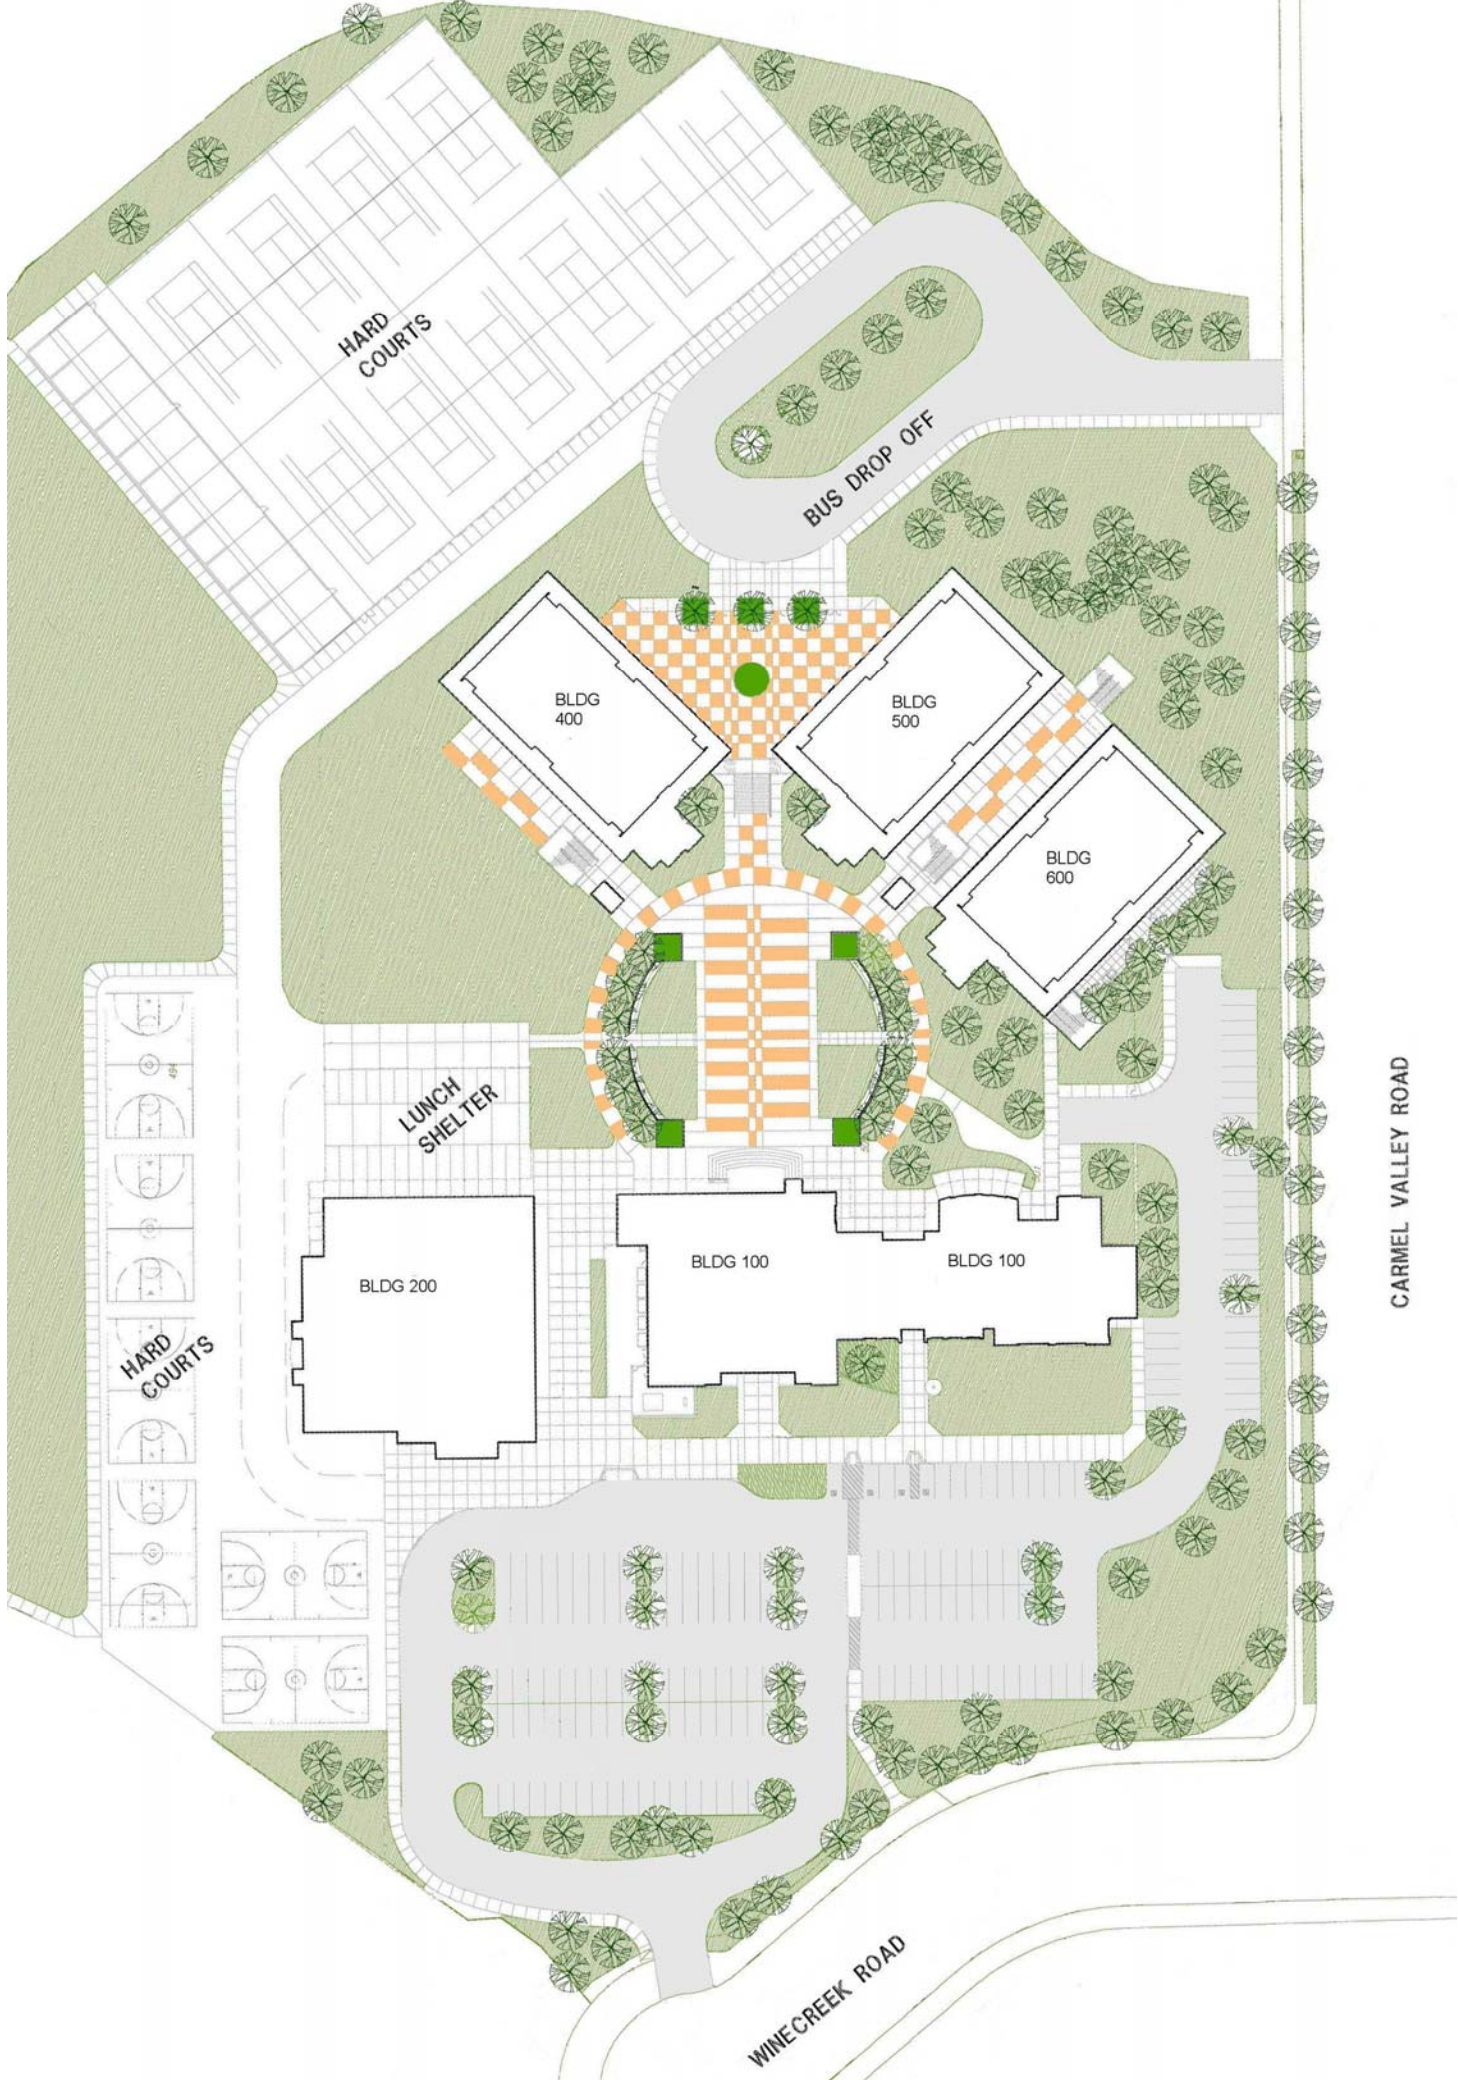 HARD
COURTS
BUS DROP OFF
BLDG
400
BLDG
500
BLDG
600
LUNCH
SHELTER
CARMEL VALLEY ROAD
BLDG 200
BLDG 100
BLDG 100
HARD
COURTS
WINECREEK ROAD